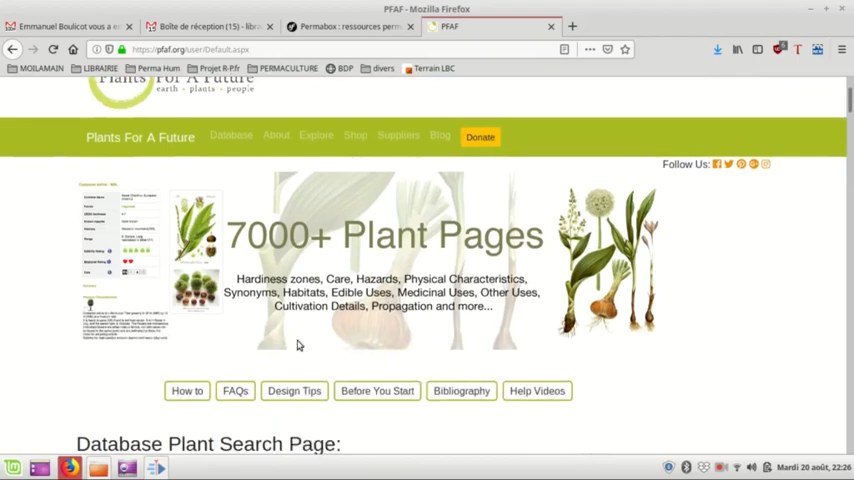 PFAF - Mozilla Firefox
Emmanuel Boulicot vous a e
Boîte de réception (15) - libra
Permabox : ressources perm
PFAF
https://pfaf.org/user/Default.aspx
MOILAMAIN LIBRAIRIE Perma Hum Projet R-P.fr PERMACULTURE BDP divers Terrain LBC
Plants For A Future
earth • plants • people
Plants For A Future Database About Explore Shop Suppliers Blog Donate
Follow Us:
7000+ Plant Pages
Hardiness zones, Care, Hazards, Physical Characteristics,
Synonyms, Habitats, Edible Uses, Medicinal Uses, Other Uses,
Cultivation Details, Propagation and more...
How to FAQs Design Tips Before You Start Bibliography Help Videos
Database Plant Search Page:
Mardi 20 août, 22:26